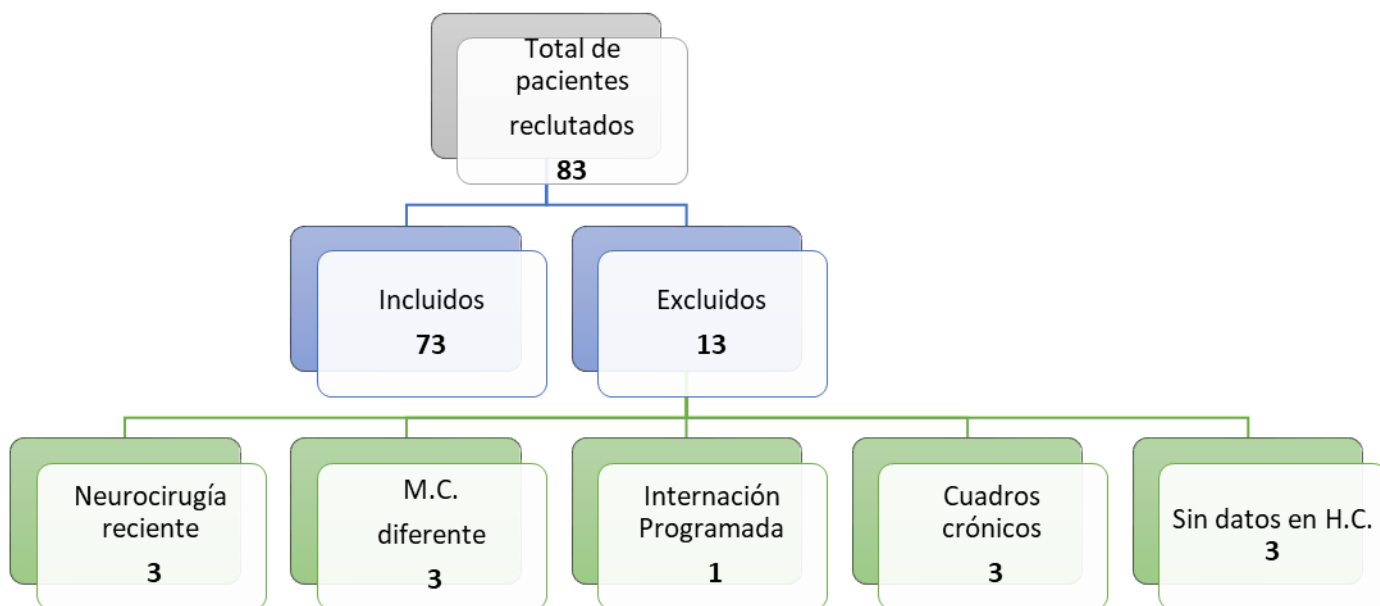 Total de
pacientes
reclutados
83
Incluidos
73
Excluidos
13
Neurocirugía
reciente
3
M.C.
diferente
3
Internación
Programada
1
Cuadros
crónicos
3
Sin datos en H.C.
3